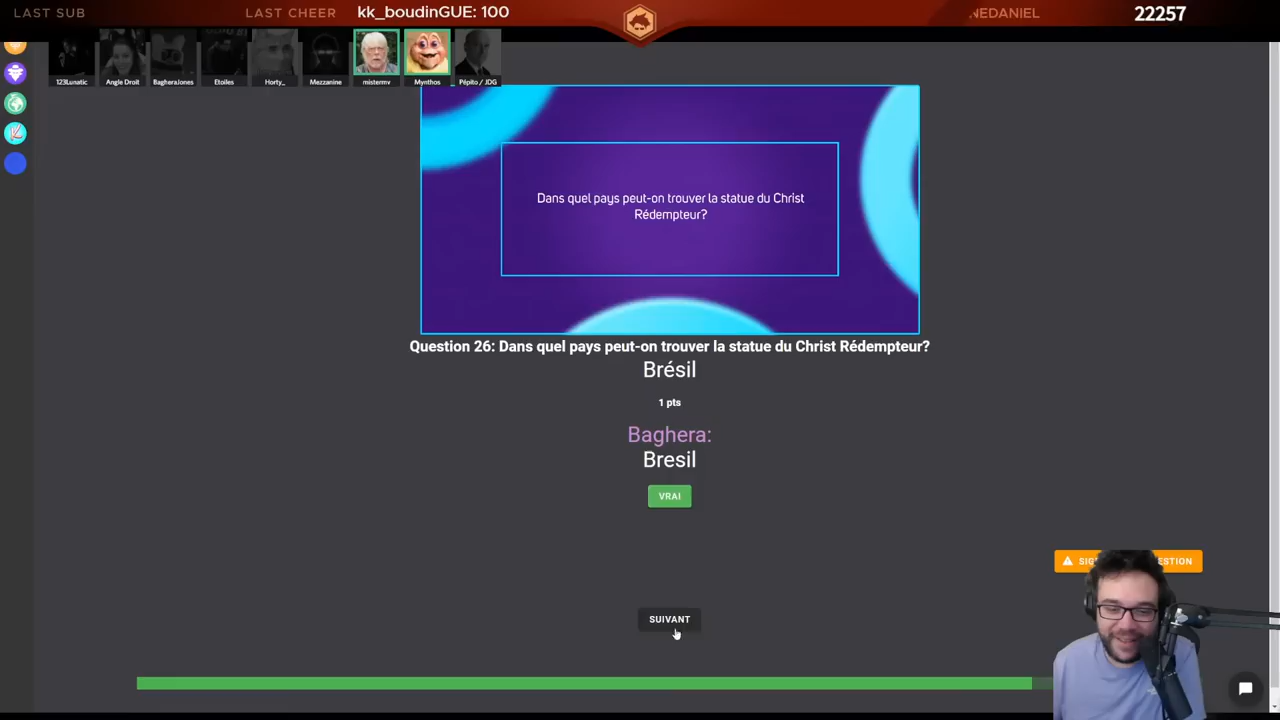 LAST SUB
LAST CHEER
kk_boudinGUE: 100
NEDANIEL
22257
123Lunatic
Angle Droit
BagheraJones
Etoiles
Horty_
Mezzanine
mistermv
Mynthos
Pépito / JDG
Dans quel pays peut-on trouver la statue du Christ
Rédempteur?
Question 26: Dans quel pays peut-on trouver la statue du Christ Rédempteur?
Brésil
1 pts
Baghera:
Bresil
VRAI
SUIVANT